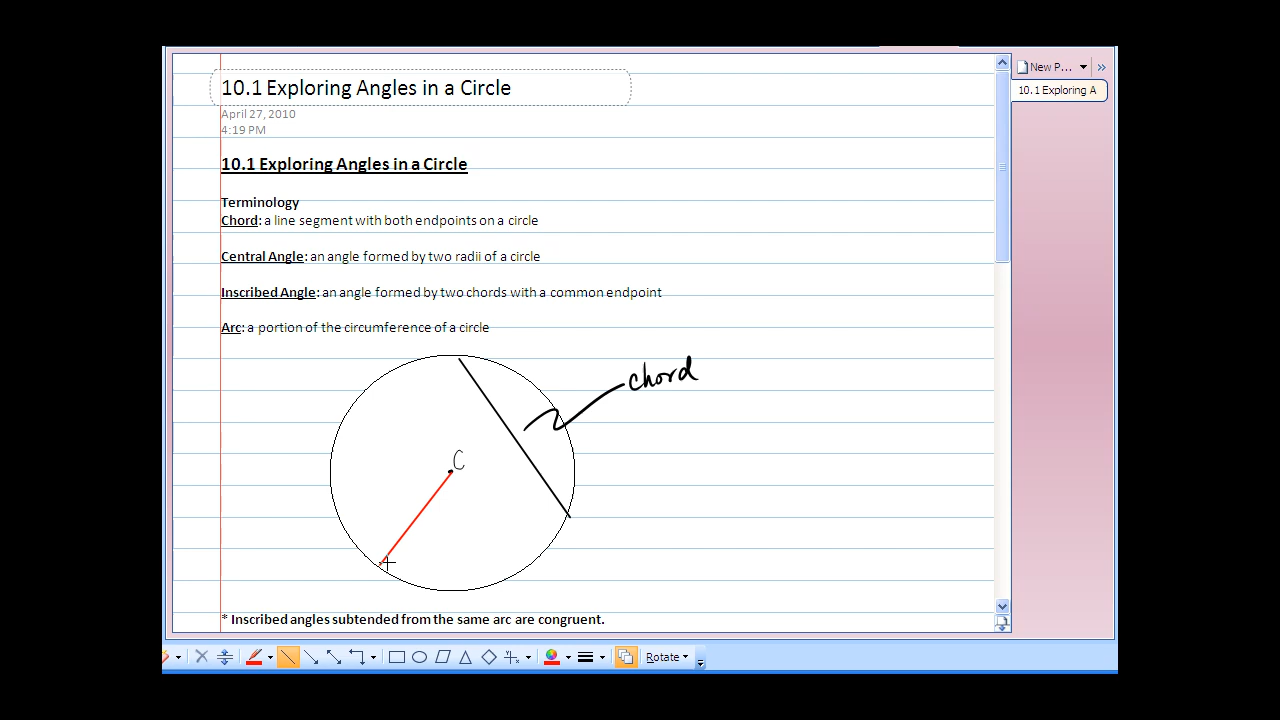 10.1 Exploring Angles in a Circle
April 27, 2010
4:19 PM
New P...
10.1 Exploring A
10.1 Exploring Angles in a Circle
Terminology
Chord: a line segment with both endpoints on a circle
Central Angle: an angle formed by two radii of a circle
Inscribed Angle: an angle formed by two chords with a common endpoint
Arc: a portion of the circumference of a circle
chord
C
* Inscribed angles subtended from the same arc are congruent.
Rotate